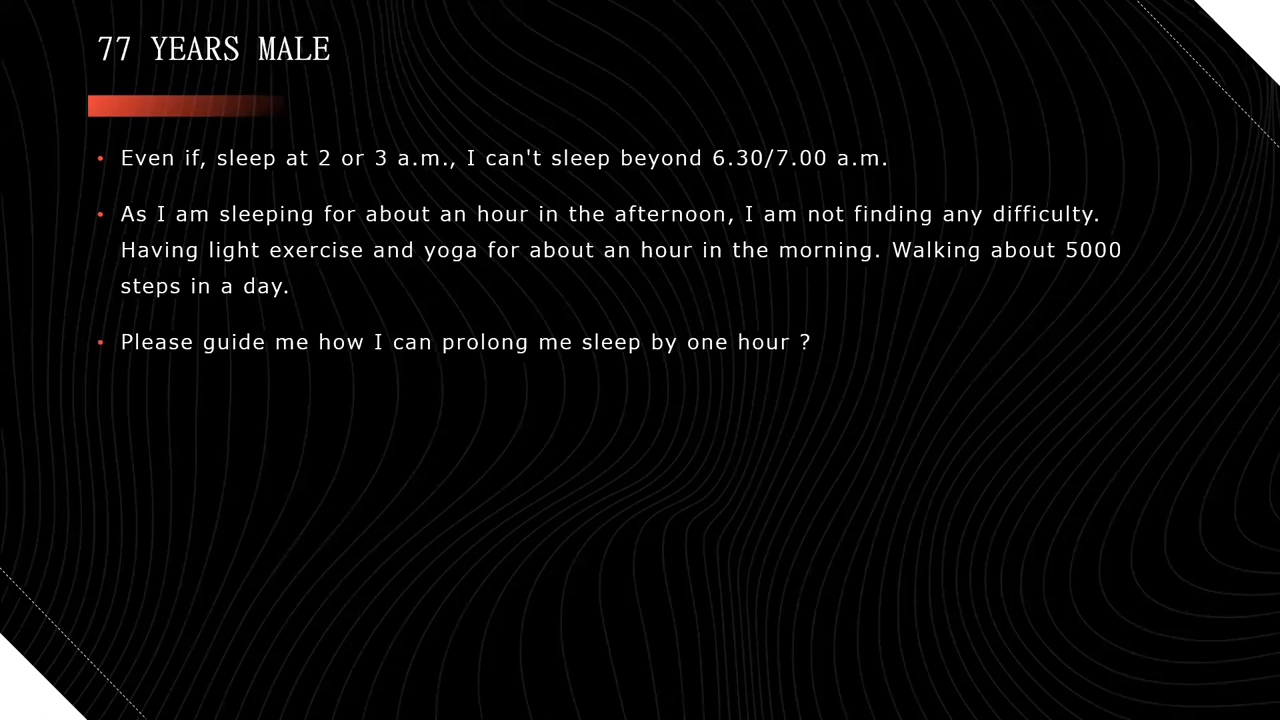 77 YEARS MALE
• Even if, sleep at 2 or 3 a.m., I can't sleep beyond 6.30/7.00 a.m.
• As I am sleeping for about an hour in the afternoon, I am not finding any difficulty.
Having light exercise and yoga for about an hour in the morning. Walking about 5000
steps in a day.
• Please guide me how I can prolong me sleep by one hour ?